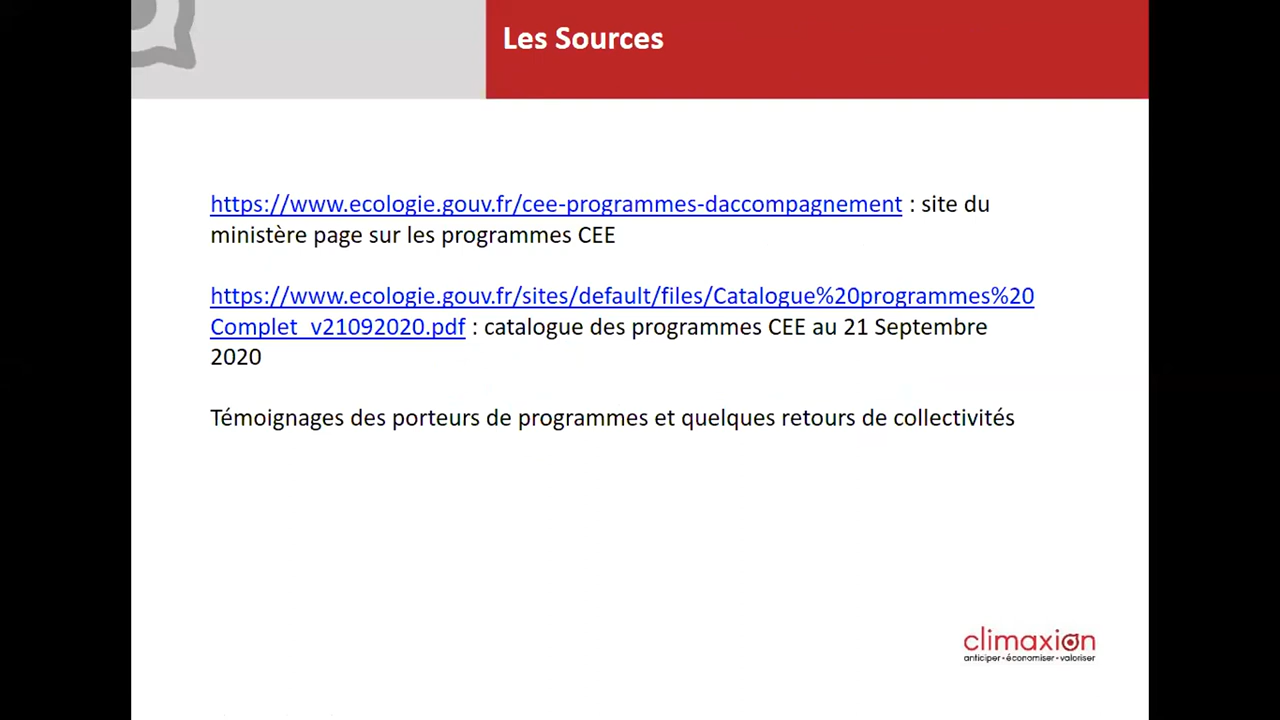 Les Sources
https://www.ecologie.gouv.fr/cee-programmes-daccompagnement : site du
ministère page sur les programmes CEE
https://www.ecologie.gouv.fr/sites/default/files/Catalogue%20programmes%20
Complet_v21092020.pdf : catalogue des programmes CEE au 21 Septembre
2020
Témoignages des porteurs de programmes et quelques retours de collectivités
climaxion
anticiper • économiser • valoriser